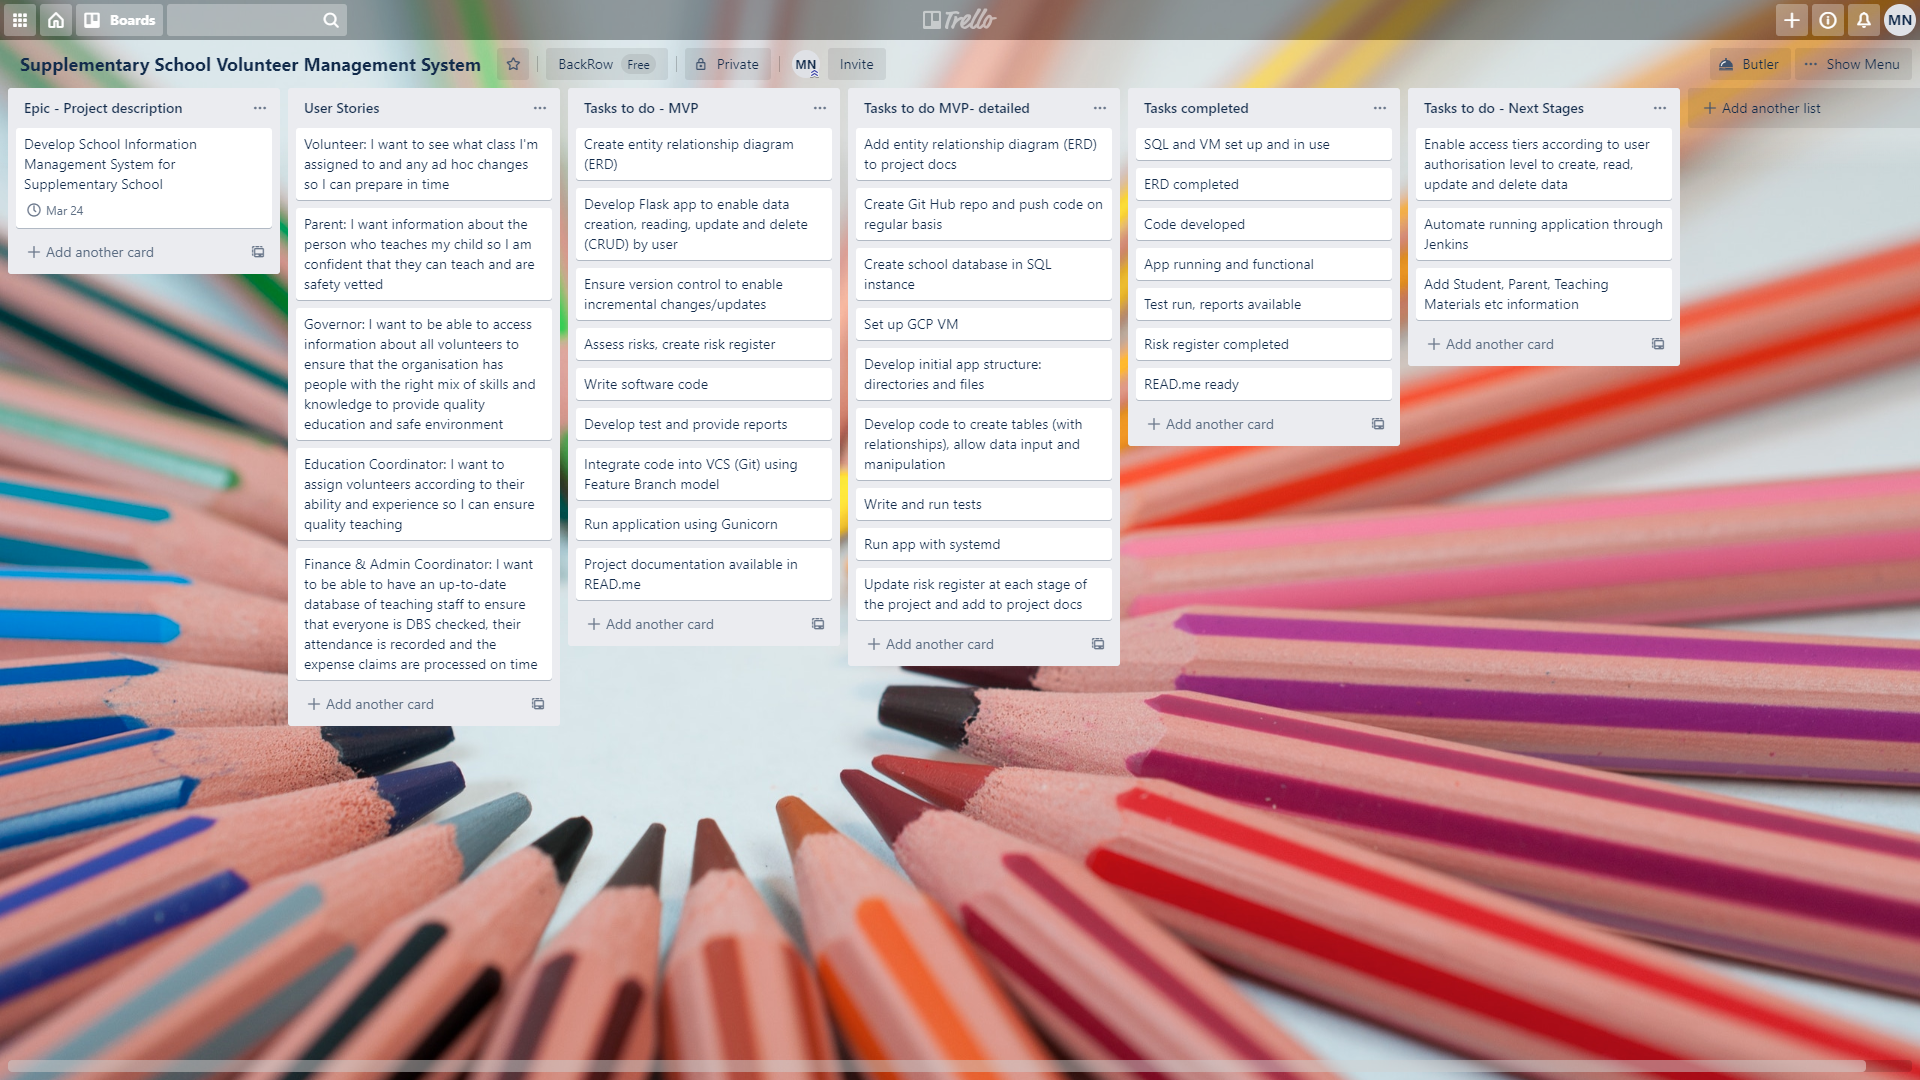 Boards
Trello
MN
Supplementary School Volunteer Management System
BackRow Free
Private
MN
Invite
Butler
Show Menu
Epic - Project description
Develop School Information
Management System for
Supplementary School
Mar 24
Add another card
User Stories
Volunteer: I want to see what class I'm
assigned to and any ad hoc changes
so I can prepare in time
Parent: I want information about the
person who teaches my child so I am
confident that they can teach and are
safety vetted
Governor: I want to be able to access
information about all volunteers to
ensure that the organisation has
people with the right mix of skills and
knowledge to provide quality
education and safe environment
Education Coordinator: I want to
assign volunteers according to their
ability and experience so I can ensure
quality teaching
Finance & Admin Coordinator: I want
to be able to have an up-to-date
database of teaching staff to ensure
that everyone is DBS checked, their
attendance is recorded and the
expense claims are processed on time
Add another card
Tasks to do - MVP
Create entity relationship diagram
(ERD)
Develop Flask app to enable data
creation, reading, update and delete
(CRUD) by user
Ensure version control to enable
incremental changes/updates
Assess risks, create risk register
Write software code
Develop test and provide reports
Integrate code into VCS (Git) using
Feature Branch model
Run application using Gunicorn
Project documentation available in
READ.me
Add another card
Tasks to do MVP- detailed
Add entity relationship diagram (ERD)
to project docs
Create Git Hub repo and push code on
regular basis
Create school database in SQL
instance
Set up GCP VM
Develop initial app structure:
directories and files
Develop code to create tables (with
relationships), allow data input and
manipulation
Write and run tests
Run app with systemd
Update risk register at each stage of
the project and add to project docs
Add another card
Tasks completed
SQL and VM set up and in use
ERD completed
Code developed
App running and functional
Test run, reports available
Risk register completed
READ.me ready
Add another card
Tasks to do - Next Stages
Enable access tiers according to user
authorisation level to create, read,
update and delete data
Automate running application through
Jenkins
Add Student, Parent, Teaching
Materials etc information
Add another card
Add another list